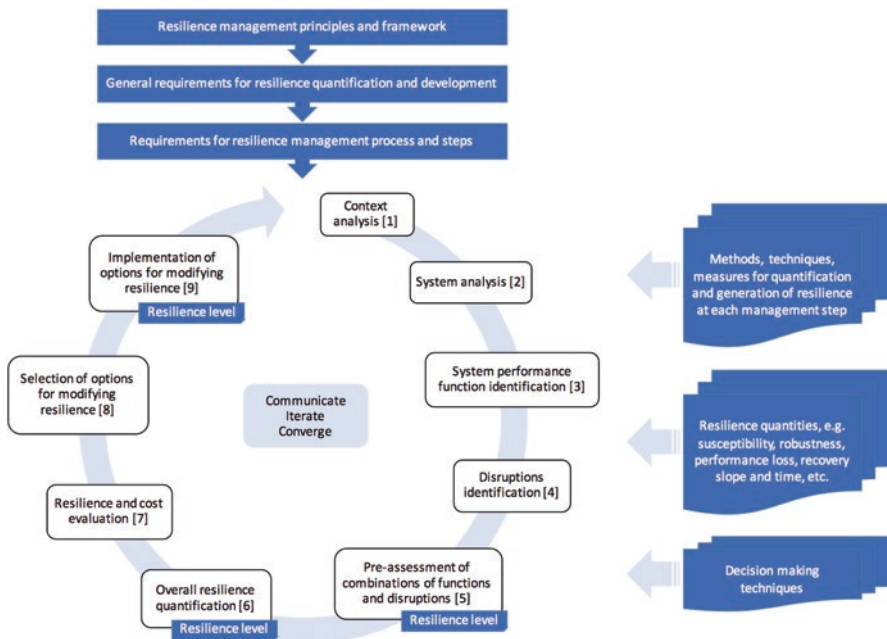 Resilience management principles and framework
General requirements for resilience quantification and development
Requirements for resilience management process and steps
Context
analysis [1]
System analysis [2]
System performance
function identification [3]
Disruptions
identification [4]
Pre-assessment of
combinations of functions
and disruptions [5]
Resilience level
Overall resilience
quantification [6]
Resilience level
Resilience and cost
evaluation [7]
Selection of options
for modifying
resilience [8]
Implementation of
options for modifying
resilience [9]
Resilience level
Communicate
Iterate
Converge
Methods, techniques,
measures for quantification
and generation of resilience
at each management step
Resilience quantities, e.g.
susceptibility, robustness,
performance loss, recovery
slope and time, etc.
Decision making
techniques